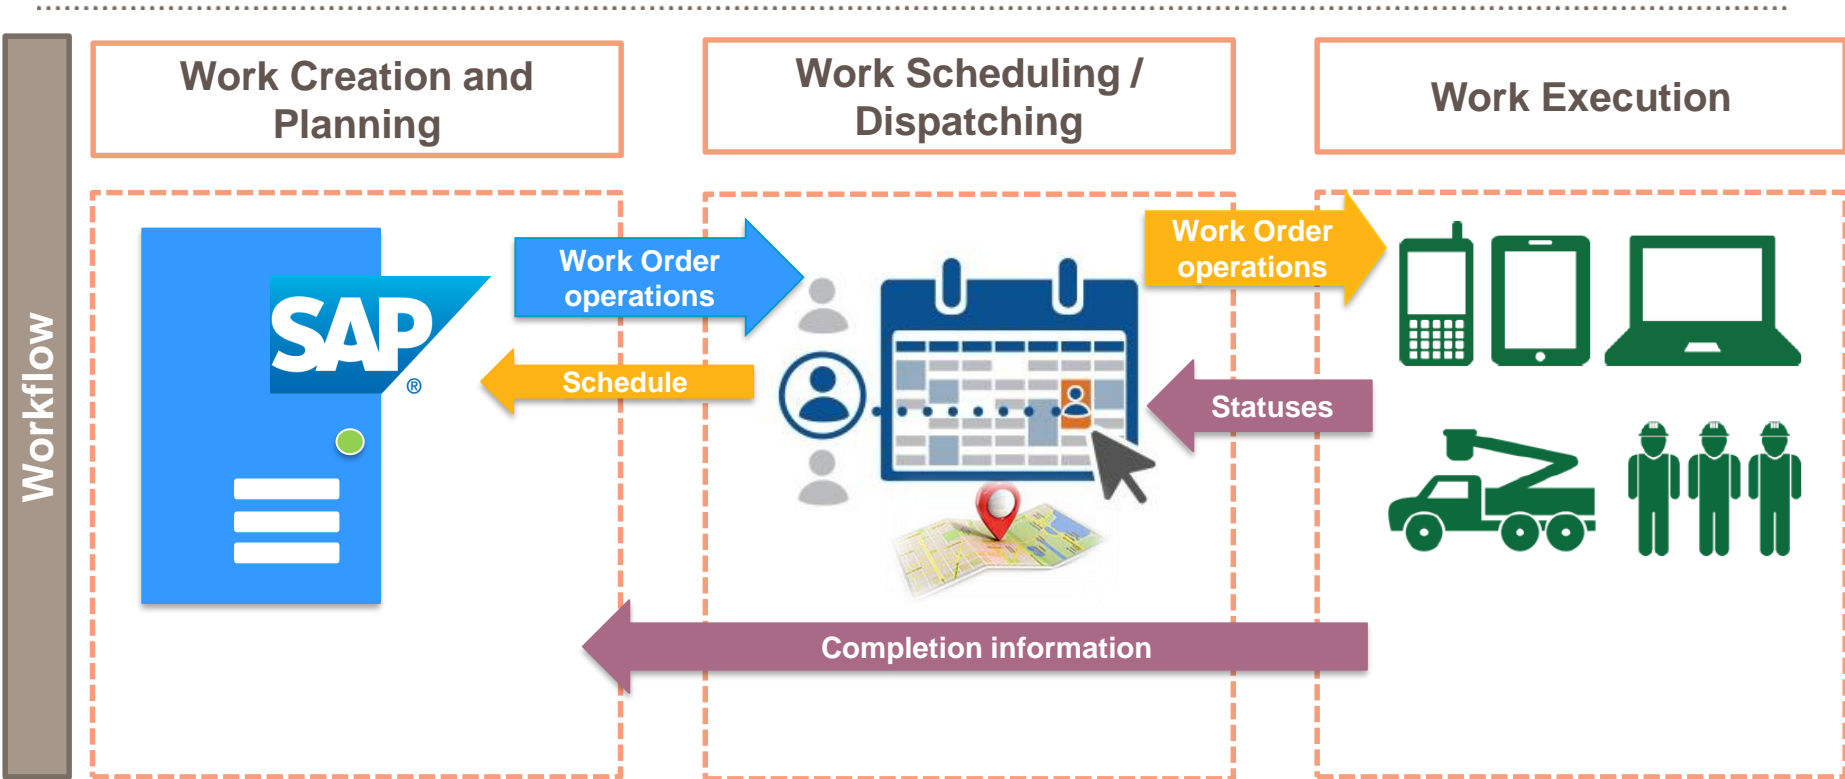 Workflow
Work Creation and
Planning
Work Scheduling /
Dispatching
Work Execution
SAP
®
Work Order
operations
Schedule
Work Order
operations
Statuses
Completion information